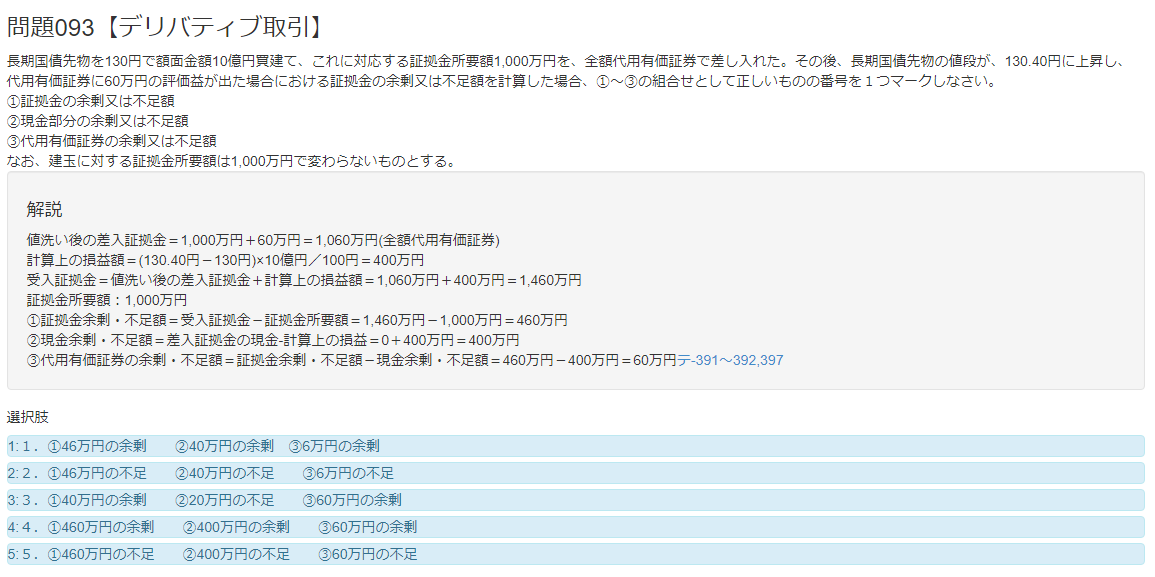 問題093【デリバティブ取引】
長期国債先物を130円で額面金額10億円買建て、これに対応する証拠金所要額1,000万円を、全額代用有価証券で差し入れた。その後、長期国債先物の値段が、130.40円に上昇し、
代用有価証券に60万円の評価益が出た場合における証拠金の余剰又は不足額を計算した場合、①～③の組合せとして正しいものの番号を１つマークしなさい。
①証拠金の余剰又は不足額
②現金部分の余剰又は不足額
③代用有価証券の余剰又は不足額
なお、建玉に対する証拠金所要額は1,000万円で変わらないものとする。
解説
値洗い後の差入証拠金＝1,000万円＋60万円＝1,060万円(全額代用有価証券)
計算上の損益額＝(130.40円－130円)×10億円／100円＝400万円
受入証拠金＝値洗い後の差入証拠金＋計算上の損益額＝1,060万円＋400万円＝1,460万円
証拠金所要額：1,000万円
①証拠金余剰・不足額＝受入証拠金－証拠金所要額＝1,460万円－1,000万円＝460万円
②現金余剰・不足額＝差入証拠金の現金-計算上の損益＝0＋400万円＝400万円
③代用有価証券の余剰・不足額＝証拠金余剰・不足額－現金余剰・不足額＝460万円－400万円＝60万円テ-391～392,397
選択肢
1:１．①46万円の余剰　　②40万円の余剰　③6万円の余剰
2:２．①46万円の不足　　②40万円の不足　　③6万円の不足
3:３．①40万円の余剰　　②20万円の不足　　③60万円の余剰
4:４．①460万円の余剰　　②400万円の余剰　　③60万円の余剰
5:５．①460万円の不足　　②400万円の不足　　③60万円の不足